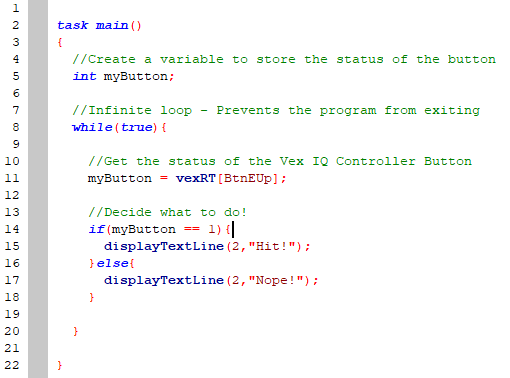 1
2 task main()
3 {
4 //Create a variable to store the status of the button
5 int myButton;
6
7 //Infinite loop - Prevents the program from exiting
8 while(true){
9
10 //Get the status of the Vex IQ Controller Button
11 myButton = vexRT[BtnEUp];
12
13 //Decide what to do!
14 if(myButton == 1){
15 displayTextLine(2,"Hit!");
16 }else{
17 displayTextLine(2,"Nope!");
18 }
19
20 }
21
22 }